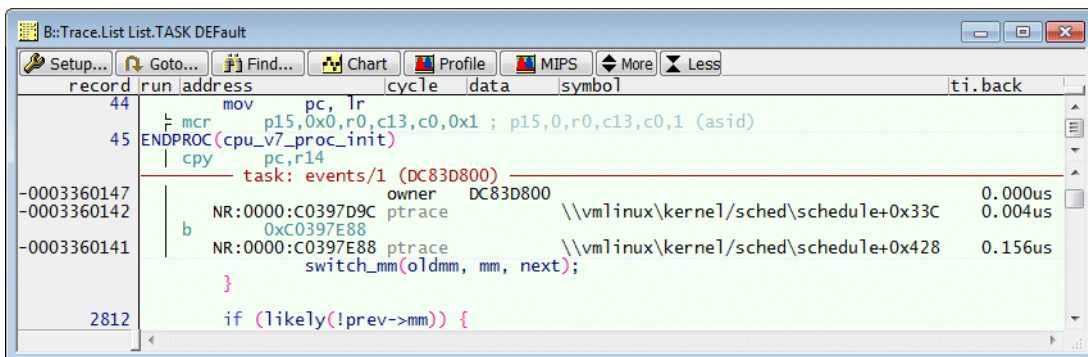 B::Trace.List List.TASK DEFault
Setup... Goto... Find... Chart Profile MIPS More Less
record run address cycle data symbol ti.back
44 mov pc, lr
mcr p15,0x0,r0,c13,c0,0x1 ; p15,0,r0,c13,c0,1 (asid)
45 ENDPROC(cpu_v7_proc_init)
cpy pc,r14
task: events/1 (DC83D800)
-0003360147 owner DC83D800 0.000us
-0003360142 NR:0000:C0397D9C ptrace \\vmlinux\kernel/sched\schedule+0x33C 0.004us
b 0xC0397E88
-0003360141 NR:0000:C0397E88 ptrace \\vmlinux\kernel/sched\schedule+0x428 0.156us
switch_mm(oldmm, mm, next);
}
2812 if (likely(!prev->mm)) {